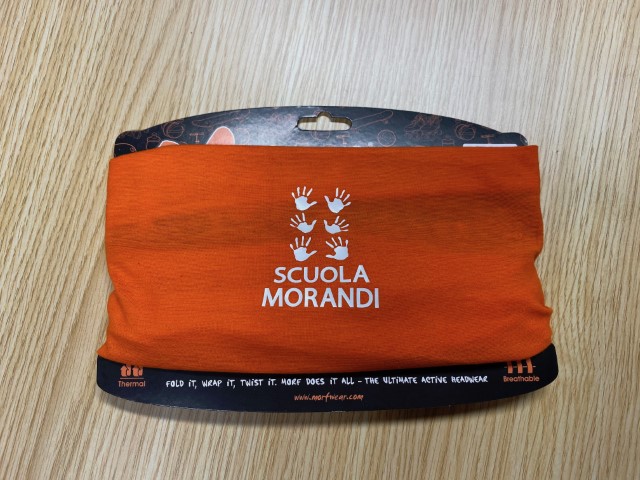 SCUOLA
MORANDI
Thermal
FOLD IT, WRAP IT, TWIST IT. MORF DOES IT ALL - THE ULTIMATE ACTIVE HEADWEAR
Breathable
www.morfwear.com